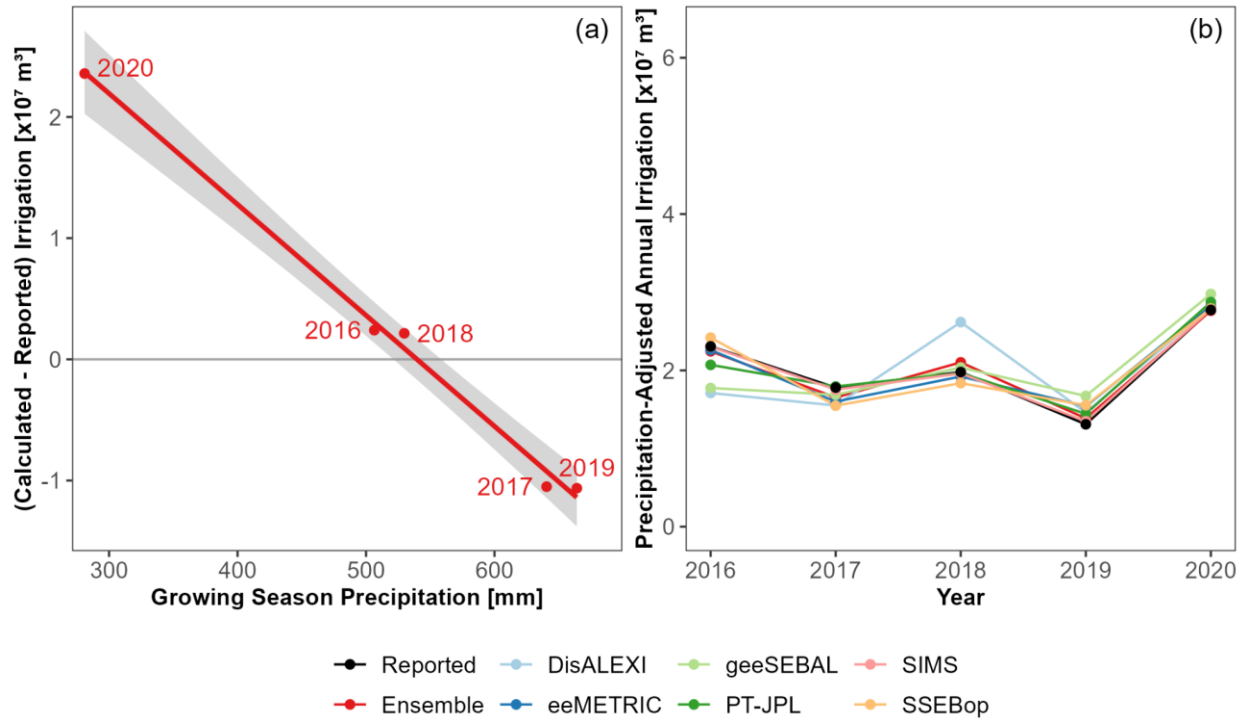 (a)
(Calculated - Reported) Irrigation [x10⁷ m³]
2
1
0
-1
2020
2016
2018
2017
2019
300 400 500 600
Growing Season Precipitation [mm]
(b)
Precipitation-Adjusted Annual Irrigation [x10⁷ m³]
6
4
2
0
2016 2017 2018 2019 2020
Year
Reported DisALEXI geeSEBAL SIMS
Ensemble eeMETRIC PT-JPL SSEBop